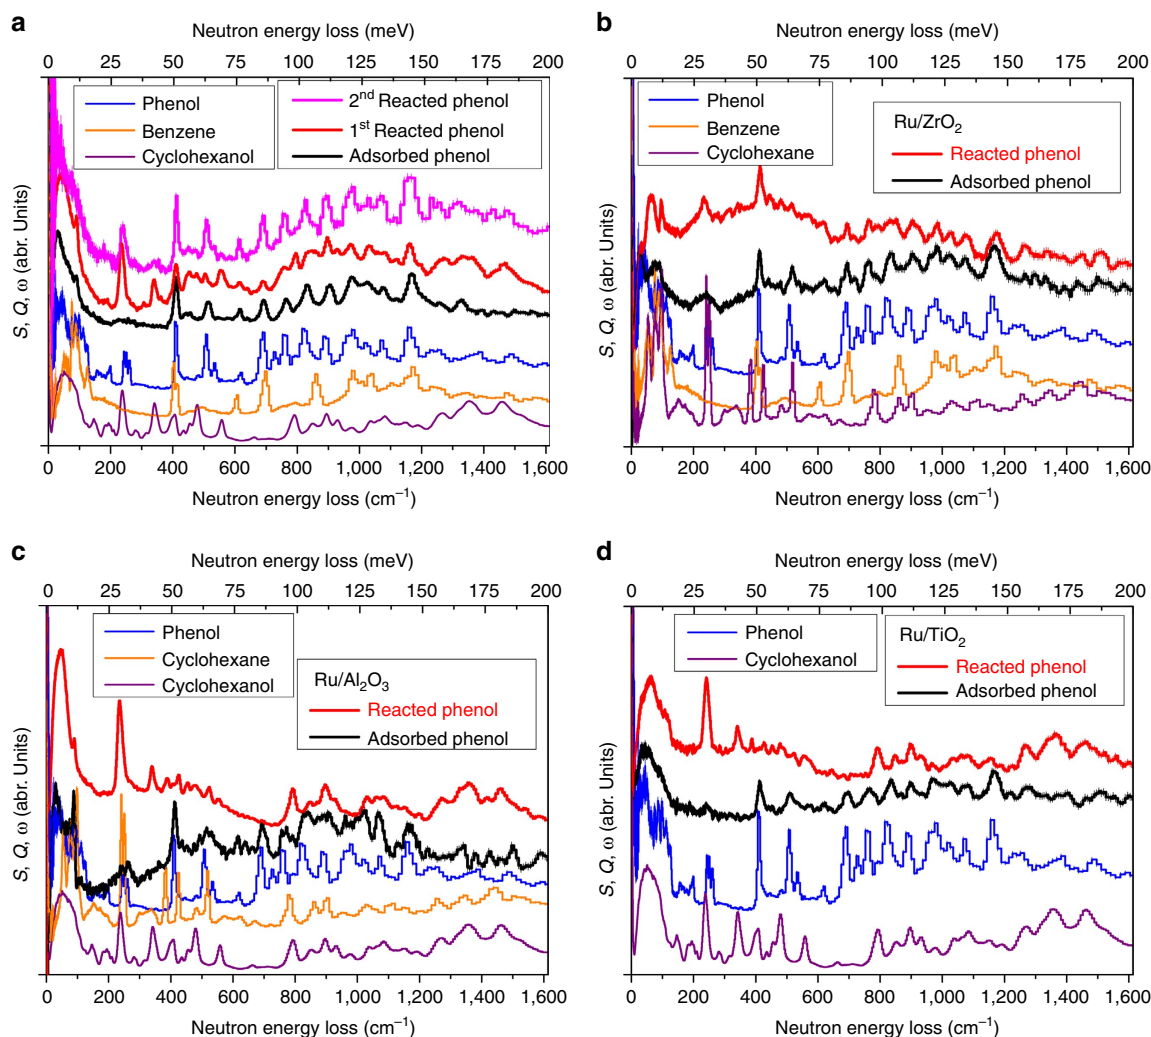 a
Neutron energy loss (meV)
0 25 50 75 100 125 150 175 200
Phenol
Benzene
Cyclohexanol
2nd Reacted phenol
1st Reacted phenol
Adsorbed phenol
S, Q, ω (abr. Units)
0 200 400 600 800 1,000 1,200 1,400 1,600
Neutron energy loss (cm−1)
b
Neutron energy loss (meV)
0 25 50 75 100 125 150 175 200
Phenol
Benzene
Cyclohexane
Ru/ZrO2
Reacted phenol
Adsorbed phenol
S, Q, ω (abr. Units)
0 200 400 600 800 1,000 1,200 1,400 1,600
Neutron energy loss (cm−1)
c
Neutron energy loss (meV)
0 25 50 75 100 125 150 175 200
Phenol
Cyclohexane
Cyclohexanol
Ru/Al2O3
Reacted phenol
Adsorbed phenol
S, Q, ω (abr. Units)
0 200 400 600 800 1,000 1,200 1,400 1,600
Neutron energy loss (cm−1)
d
Neutron energy loss (meV)
0 25 50 75 100 125 150 175 200
Phenol
Cyclohexanol
Ru/TiO2
Reacted phenol
Adsorbed phenol
S, Q, ω (abr. Units)
0 200 400 600 800 1,000 1,200 1,400 1,600
Neutron energy loss (cm−1)